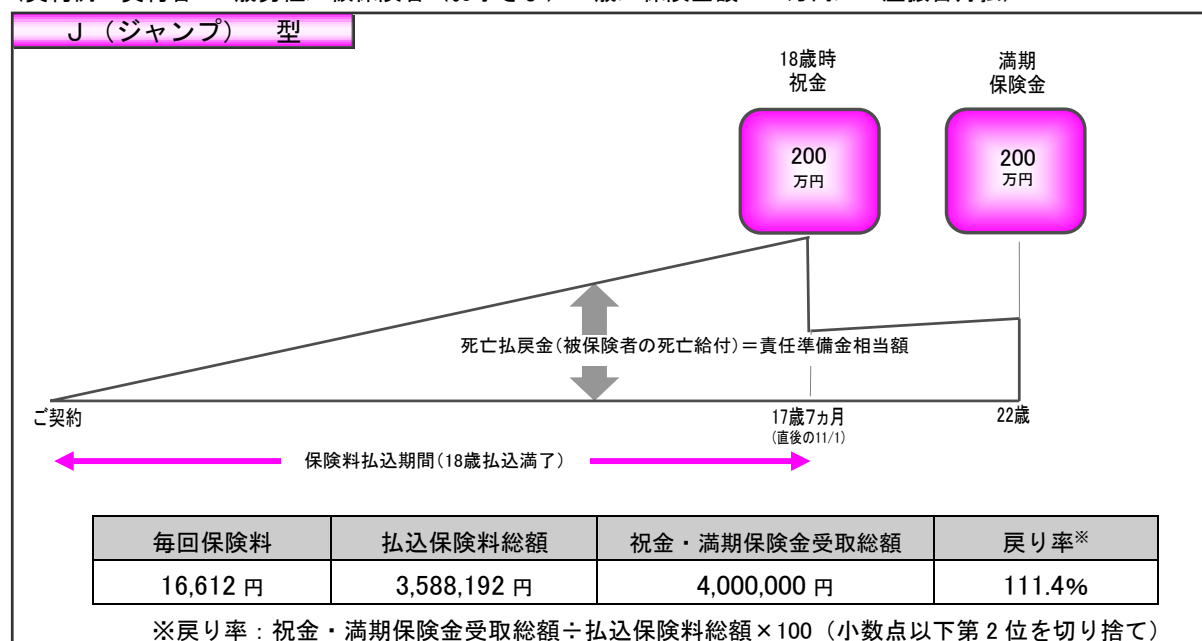 J（ジャンプ） 型
18歳時
祝金
満期
保険金
200
万円
200
万円
死亡払戻金(被保険者の死亡給付)＝責任準備金相当額
ご契約
17歳7ヵ月
(直後の11/1)
22歳
保険料払込期間(18歳払込満了)
毎回保険料 払込保険料総額 祝金・満期保険金受取総額 戻り率※
16,612 円 3,588,192 円 4,000,000 円 111.4%
※戻り率：祝金・満期保険金受取総額÷払込保険料総額×100（小数点以下第2位を切り捨て）